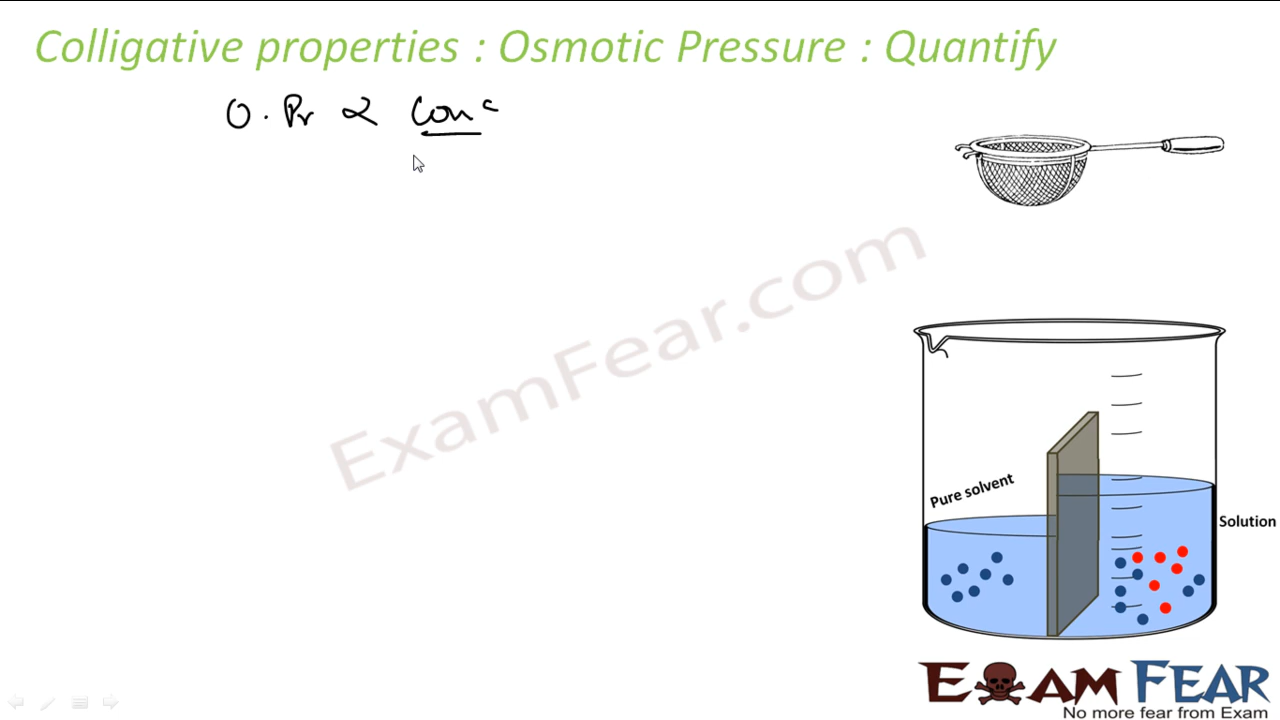 Colligative properties : Osmotic Pressure : Quantify
O. Pr ∝ Conc
ExamFear.com
Pure solvent
Solution
EXAM FEAR
No more fear from Exam